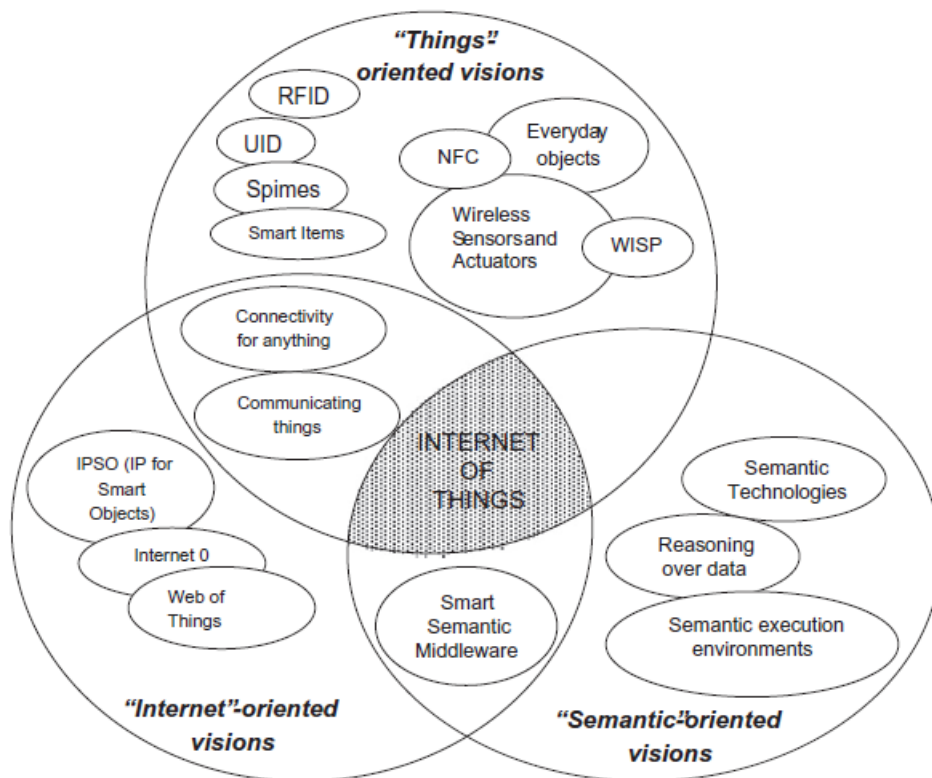 “Things”-
oriented visions
RFID
UID
Spimes
Smart Items
Everyday
objects
NFC
Wireless
Sensors and
Actuators
WISP
Connectivity
for anything
Communicating
things
INTERNET
OF
THINGS
IPSO (IP for
Smart
Objects)
Internet 0
Web of
Things
Semantic
Technologies
Reasoning
over data
Semantic execution
environments
Smart
Semantic
Middleware
“Internet”-oriented
visions
“Semantic”-oriented
visions